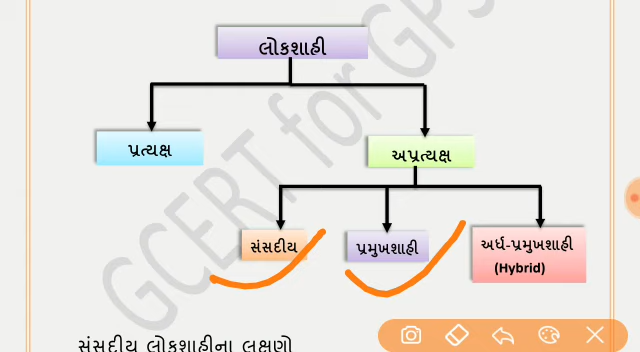 લોકશાહી
પ્રત્યક્ષ
અપ્રત્યક્ષ
સંસદીય
પ્રમુખશાહી
અર્ધ-પ્રમુખશાહી
(Hybrid)
સંસદીય લોકશાહીના લક્ષણો
GCERT for GPS